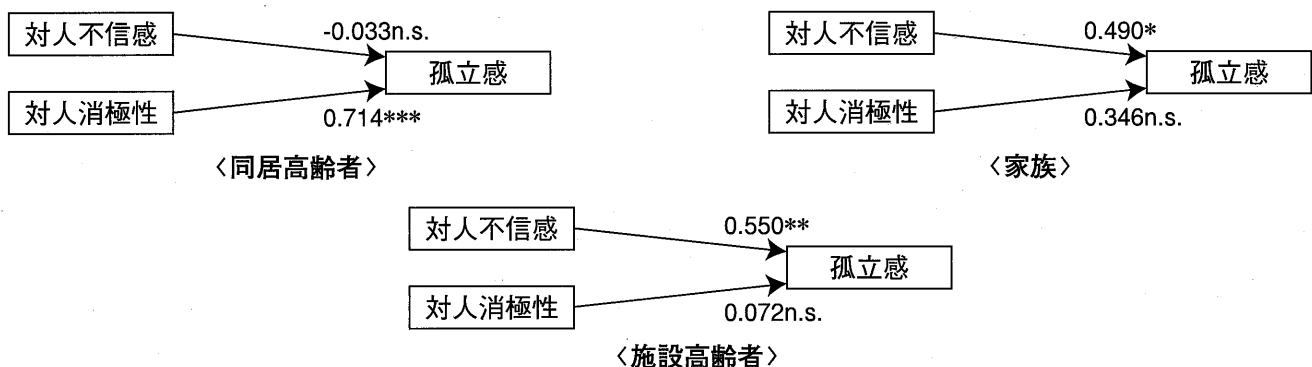 対人不信感
-0.033n.s.
孤立感
対人消極性
0.714***
〈同居高齢者〉
対人不信感
0.490*
孤立感
対人消極性
0.346n.s.
〈家族〉
対人不信感
0.550**
孤立感
対人消極性
0.072n.s.
〈施設高齢者〉